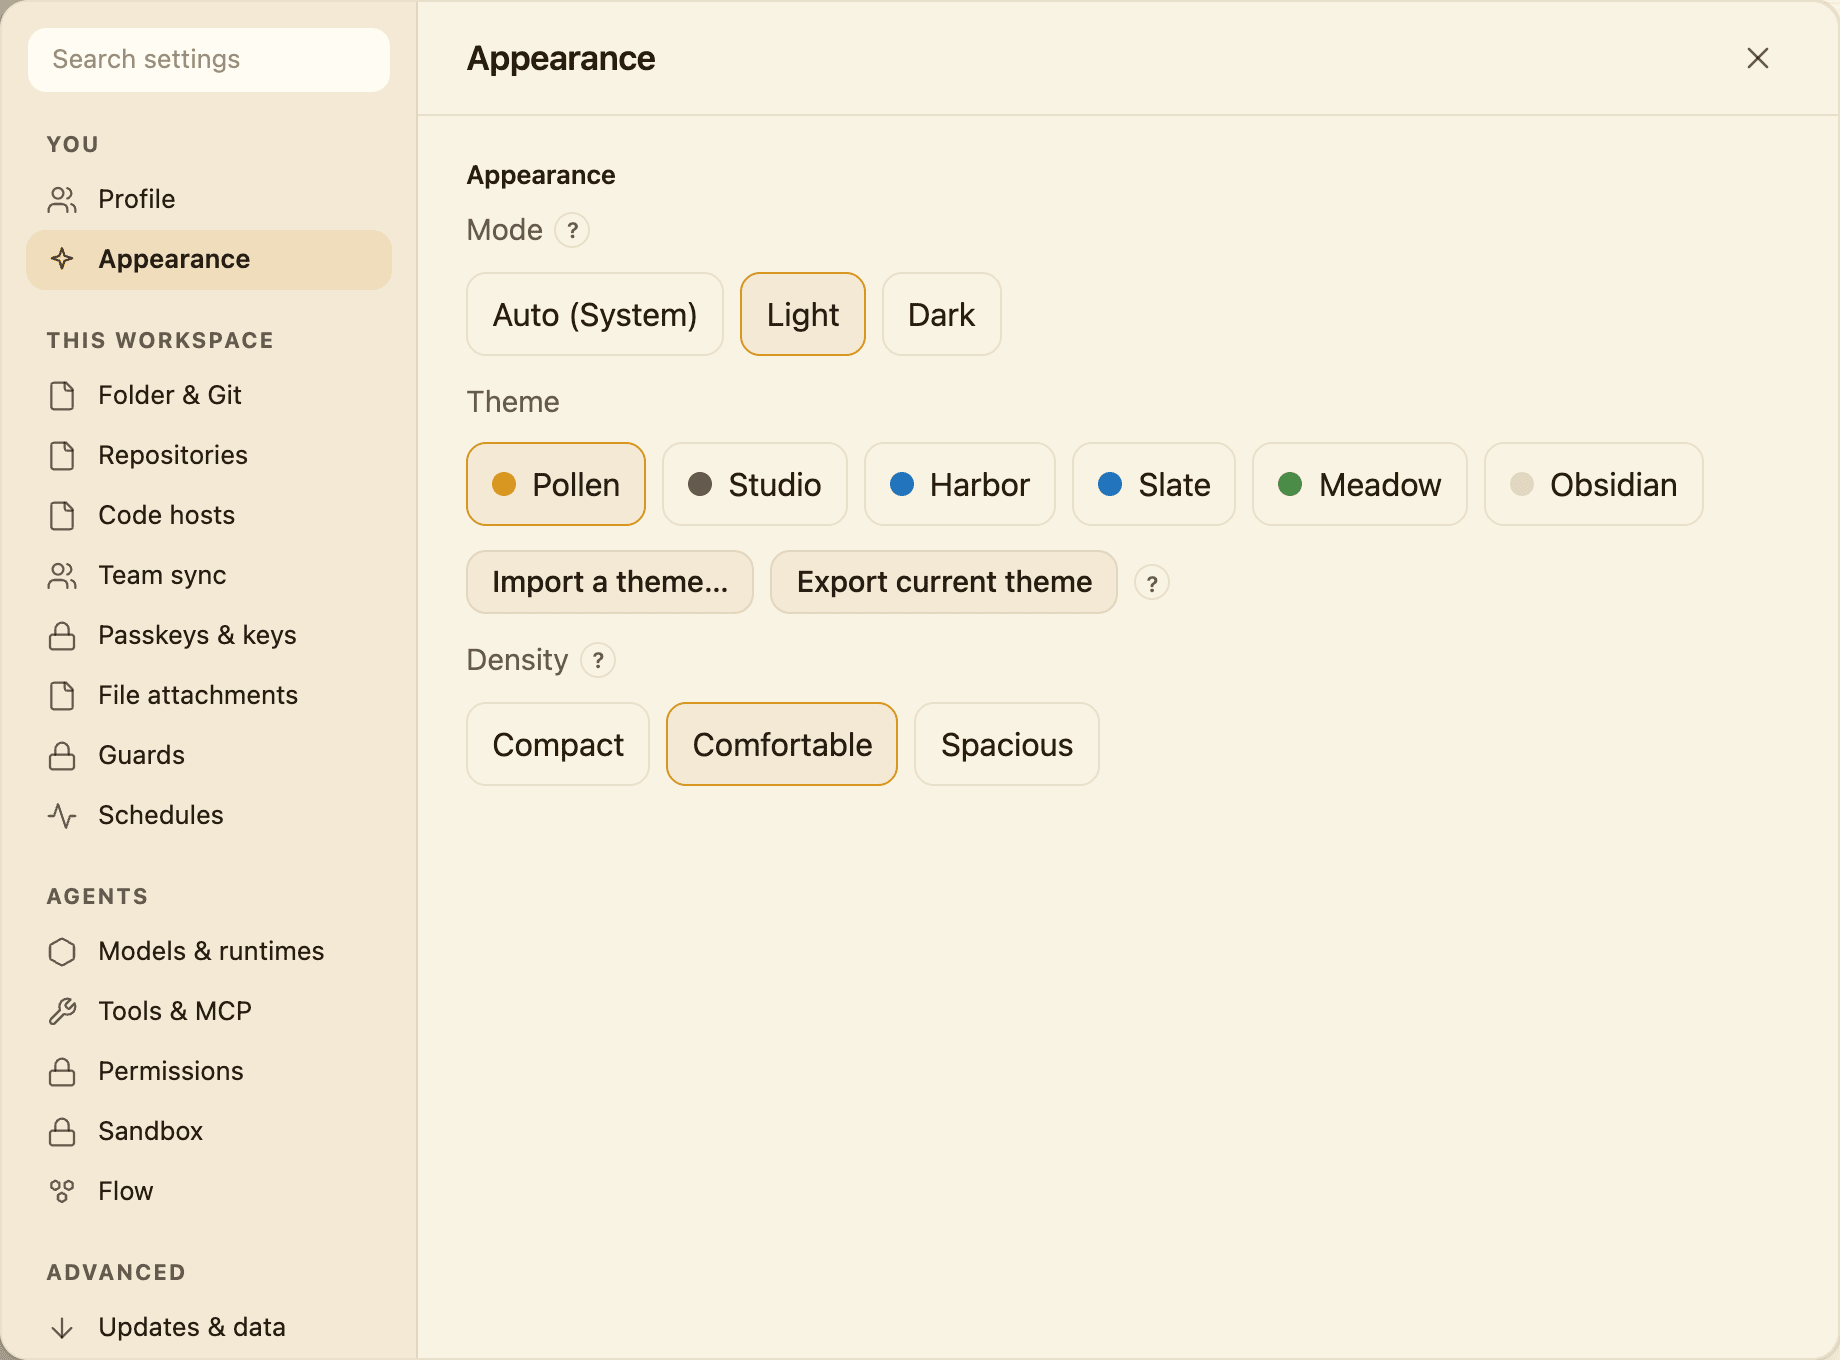 Search settings
YOU
Profile
Appearance
THIS WORKSPACE
Folder & Git
Repositories
Code hosts
Team sync
Passkeys & keys
File attachments
Guards
Schedules
AGENTS
Models & runtimes
Tools & MCP
Permissions
Sandbox
Flow
ADVANCED
Updates & data
Appearance
Appearance
Mode ?
Auto (System) Light Dark
Theme
Pollen Studio Harbor Slate Meadow Obsidian
Import a theme... Export current theme ?
Density ?
Compact Comfortable Spacious